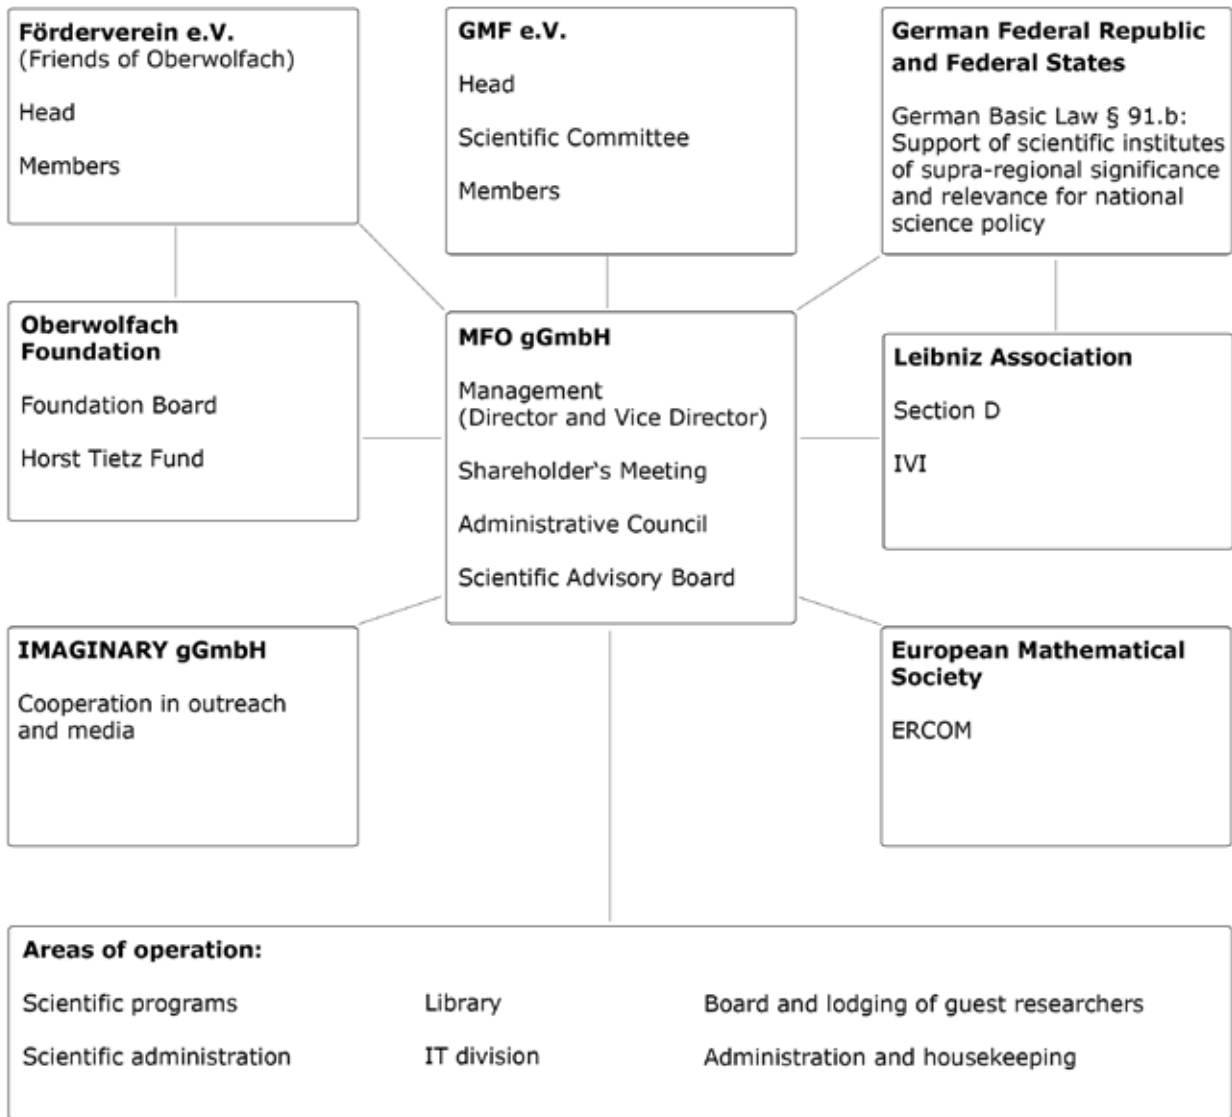 Förderverein e.V.
(Friends of Oberwolfach)
Head
Members
GMF e.V.
Head
Scientific Committee
Members
German Federal Republic
and Federal States
German Basic Law § 91.b:
Support of scientific institutes
of supra-regional significance
and relevance for national
science policy
Oberwolfach
Foundation
Foundation Board
Horst Tietz Fund
MFO gGmbH
Management
(Director and Vice Director)
Shareholder‘s Meeting
Administrative Council
Scientific Advisory Board
Leibniz Association
Section D
IVI
IMAGINARY gGmbH
Cooperation in outreach
and media
European Mathematical
Society
ERCOM
Areas of operation:
Scientific programs Library Board and lodging of guest researchers
Scientific administration IT division Administration and housekeeping